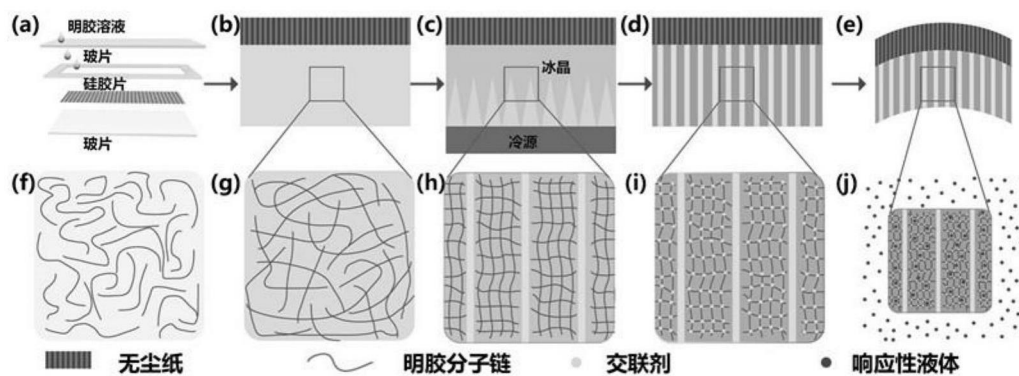 (a)
明胶溶液
玻片
硅胶片
玻片
(b)
(c)
冰晶
冷源
(d)
(e)
(f)
(g)
(h)
(i)
(j)
无尘纸
明胶分子链
交联剂
响应性液体